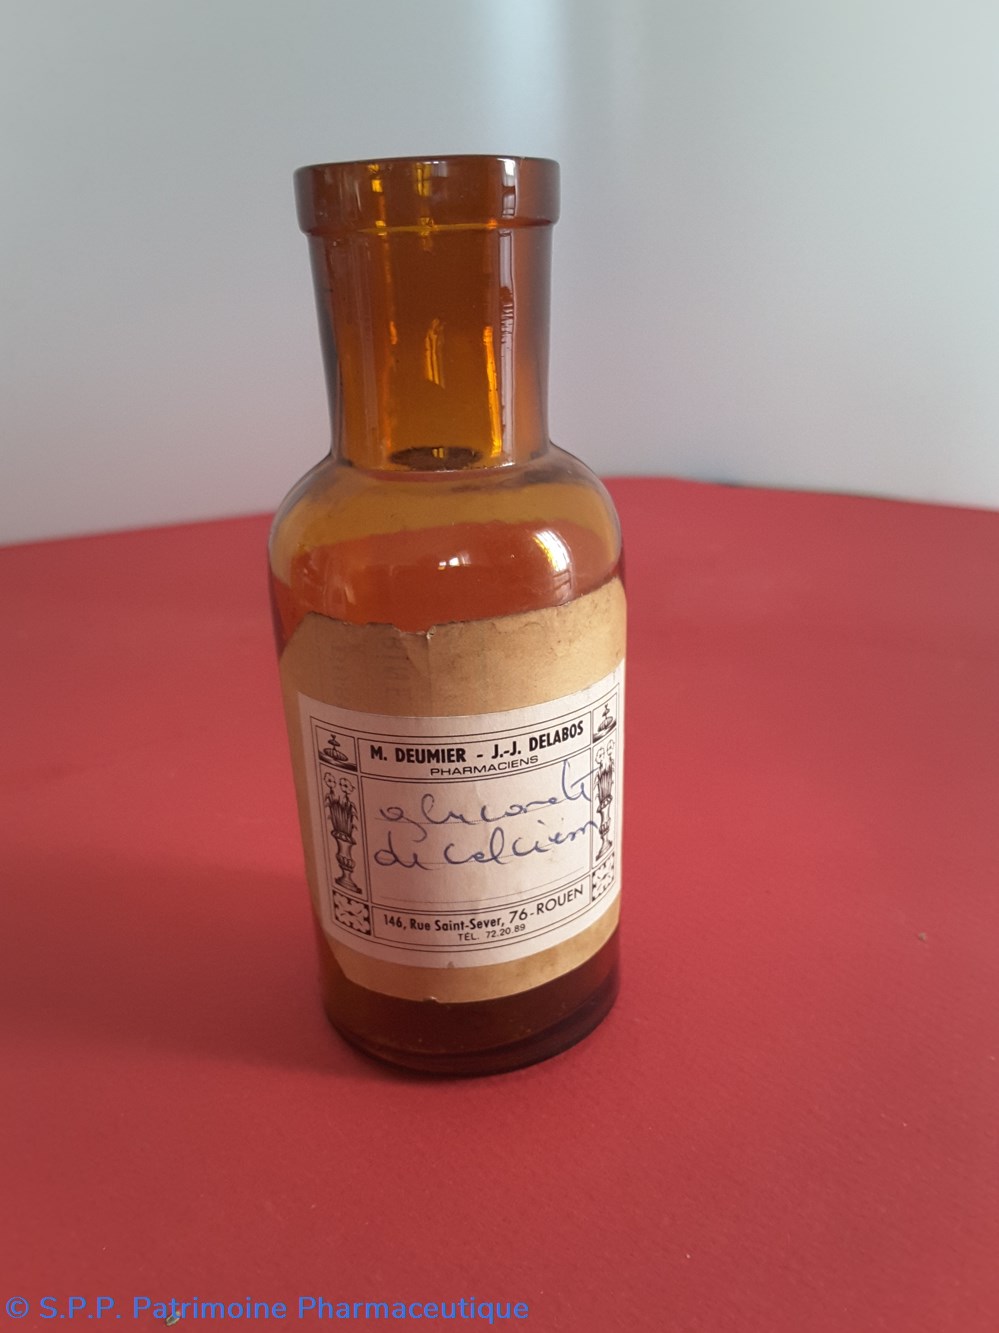 M. DEUMIER - J.-J. DELABOS
PHARMACIENS
gluconate
de calcium
146, Rue Saint-Sever, 76-ROUEN
TÉL. 72.20.89
© S.P.P. Patrimoine Pharmaceutique